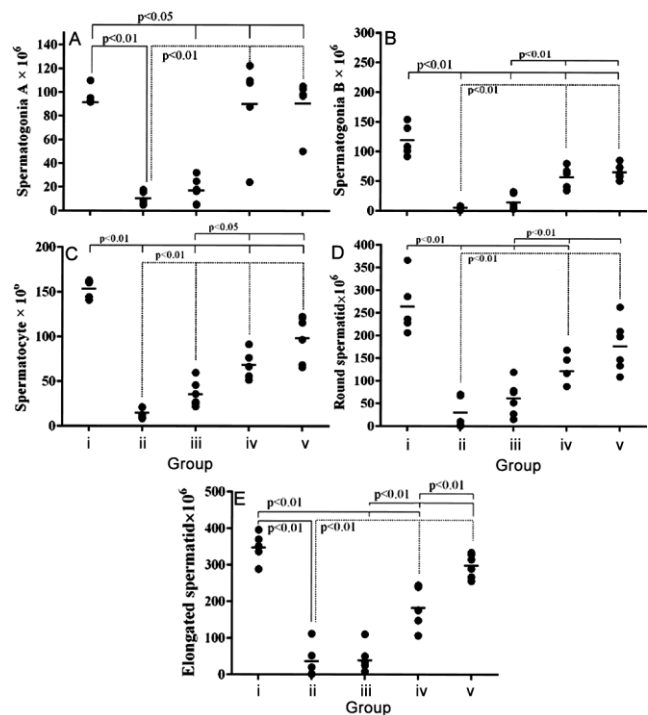 A
Spermatogonia A × 10⁶
p<0.05
p<0.01
p<0.01
120
100
80
60
40
20
0
B
Spermatogonia B × 10⁶
p<0.01
p<0.01
p<0.01
300
250
200
150
100
50
0
C
Spermatocyte × 10⁶
p<0.05
p<0.01
p<0.01
200
150
100
50
0
i ii iii iv v
Group
D
Round spermatid×10⁶
p<0.01
p<0.01
p<0.01
400
350
300
250
200
150
100
50
0
i ii iii iv v
Group
E
Elongated spermatid×10⁶
p<0.01
p<0.01
p<0.01
p<0.01
p<0.01
500
400
300
200
100
0
i ii iii iv v
Group